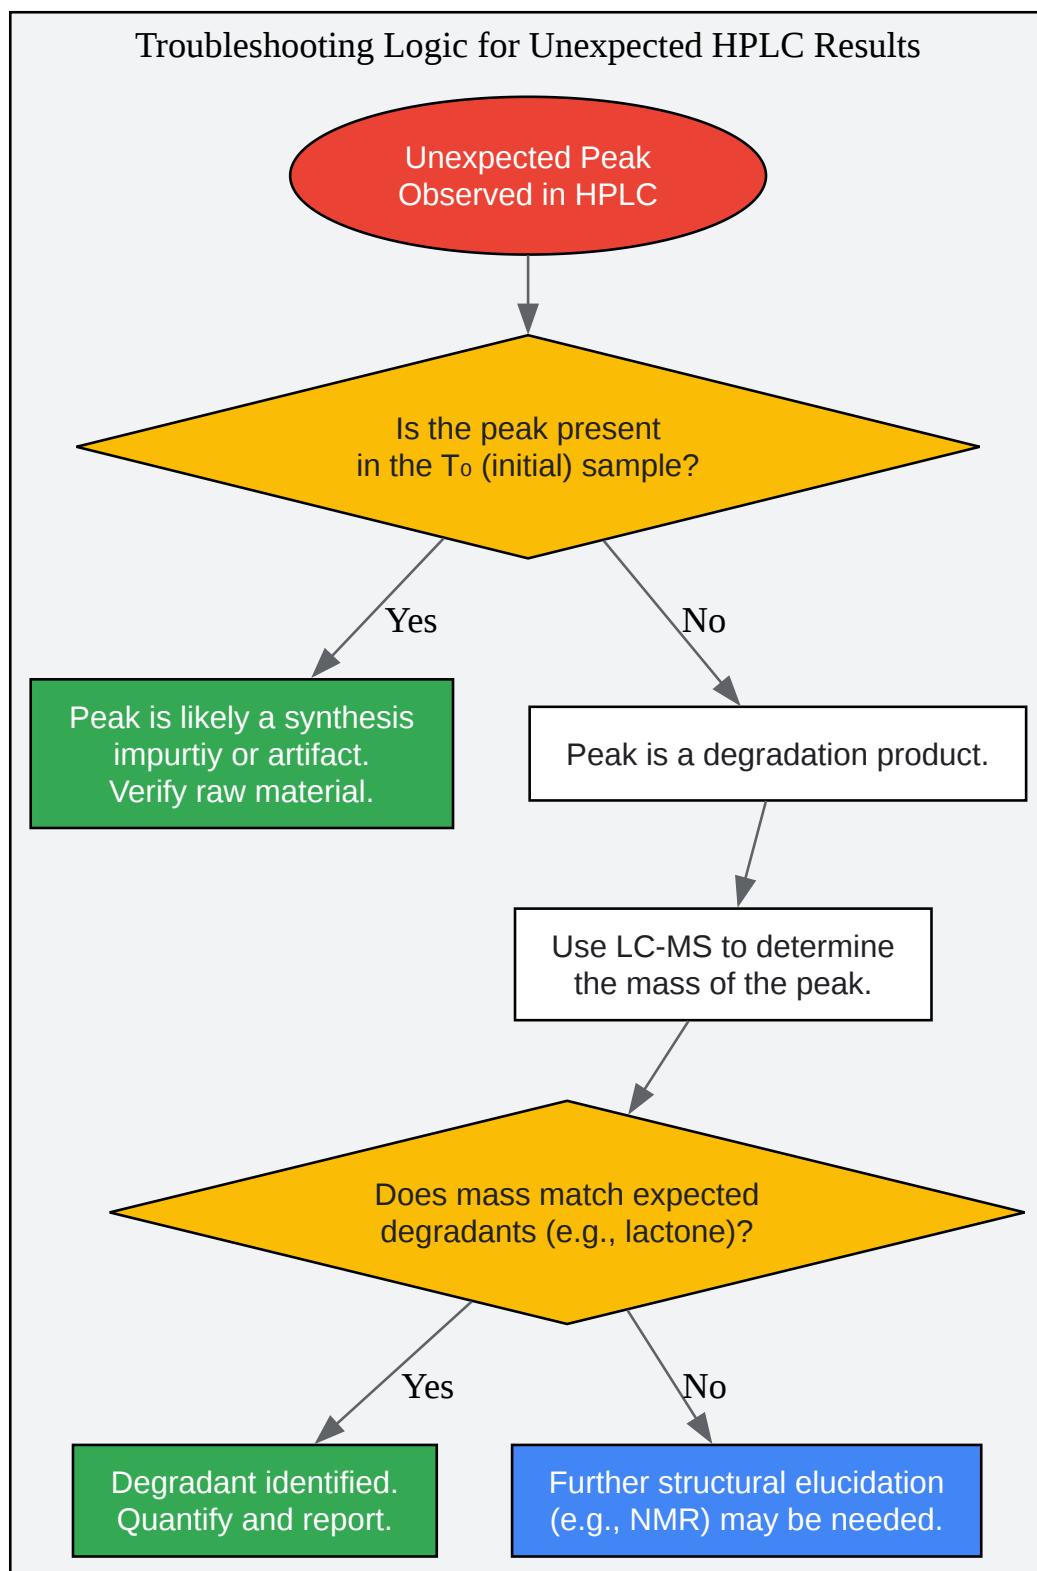 Troubleshooting Logic for Unexpected HPLC Results
Unexpected Peak
Observed in HPLC
Is the peak present
in the T₀ (initial) sample?
Yes
No
Peak is likely a synthesis
impurtiy or artifact.
Verify raw material.
Peak is a degradation product.
Use LC-MS to determine
the mass of the peak.
Does mass match expected
degradants (e.g., lactone)?
Yes
No
Degradant identified.
Quantify and report.
Further structural elucidation
(e.g., NMR) may be needed.